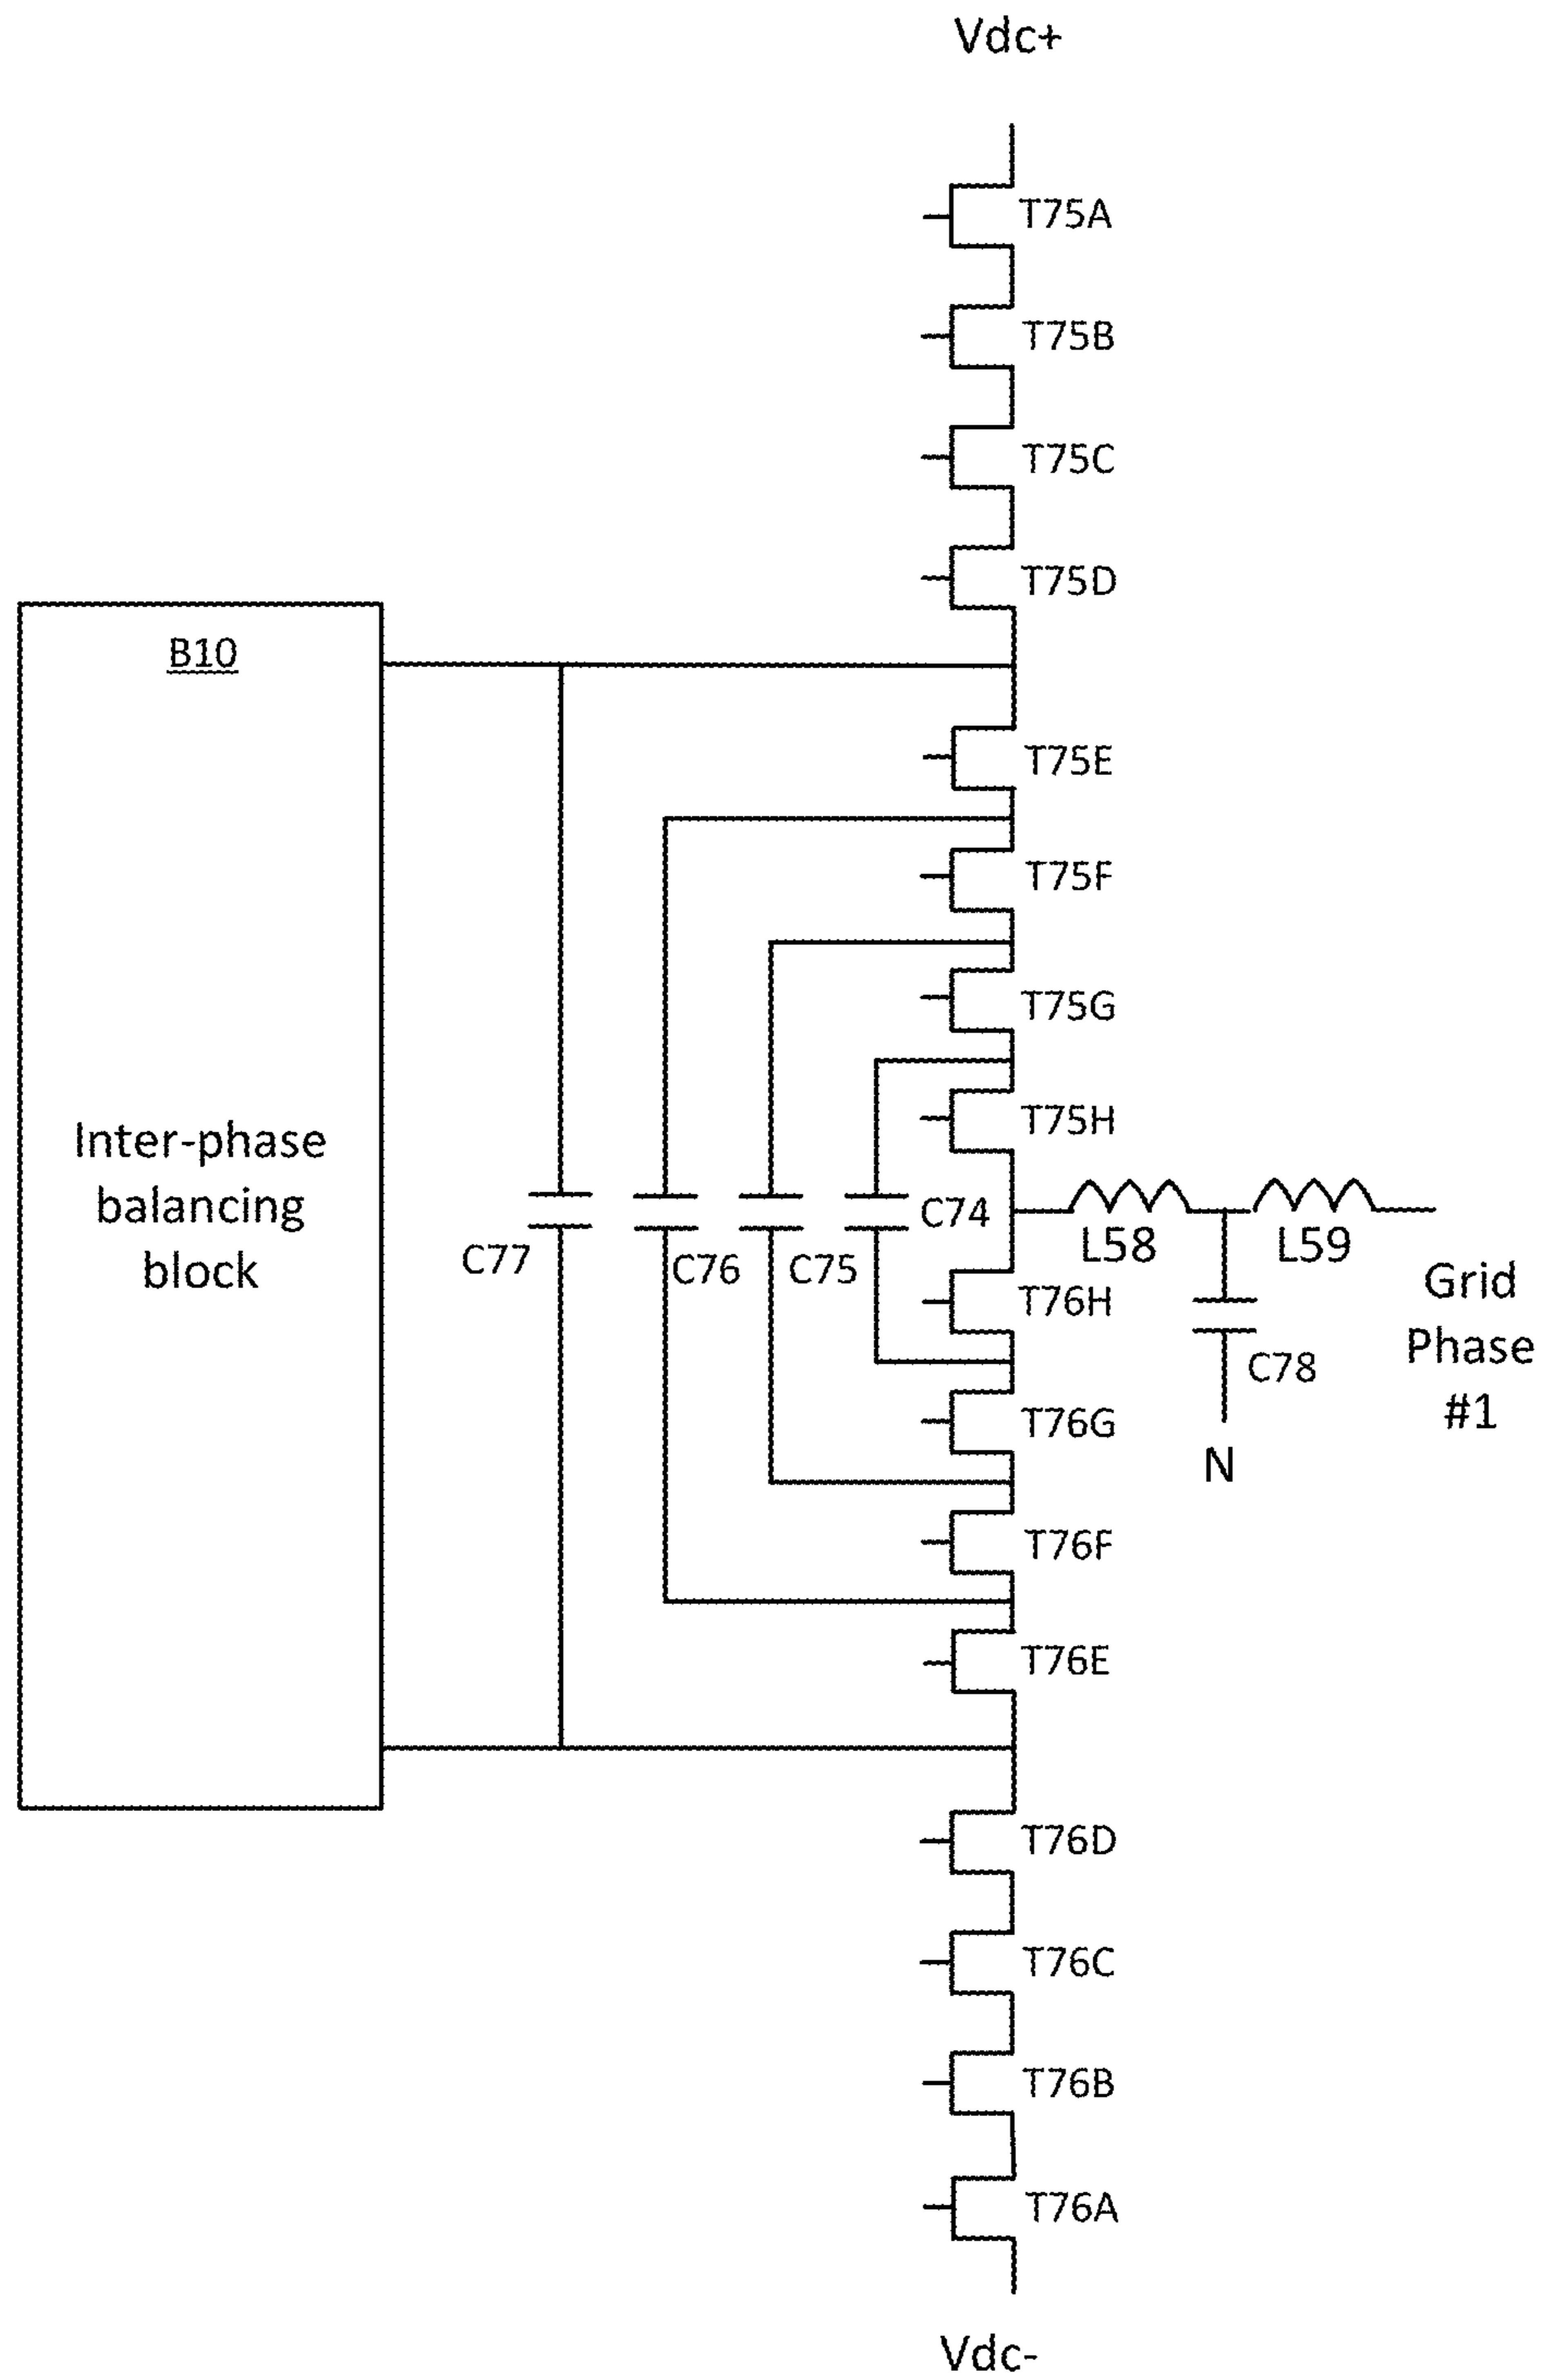 Vdc+
T75A
T75B
T75C
T75D
B10
T75E
T75F
T75G
T75H
Inter-phase
balancing
block
C77
C76
C75
C74
L58
L59
Grid
Phase
#1
T76H
C78
N
T76G
T76F
T76E
T76D
T76C
T76B
T76A
Vdc-